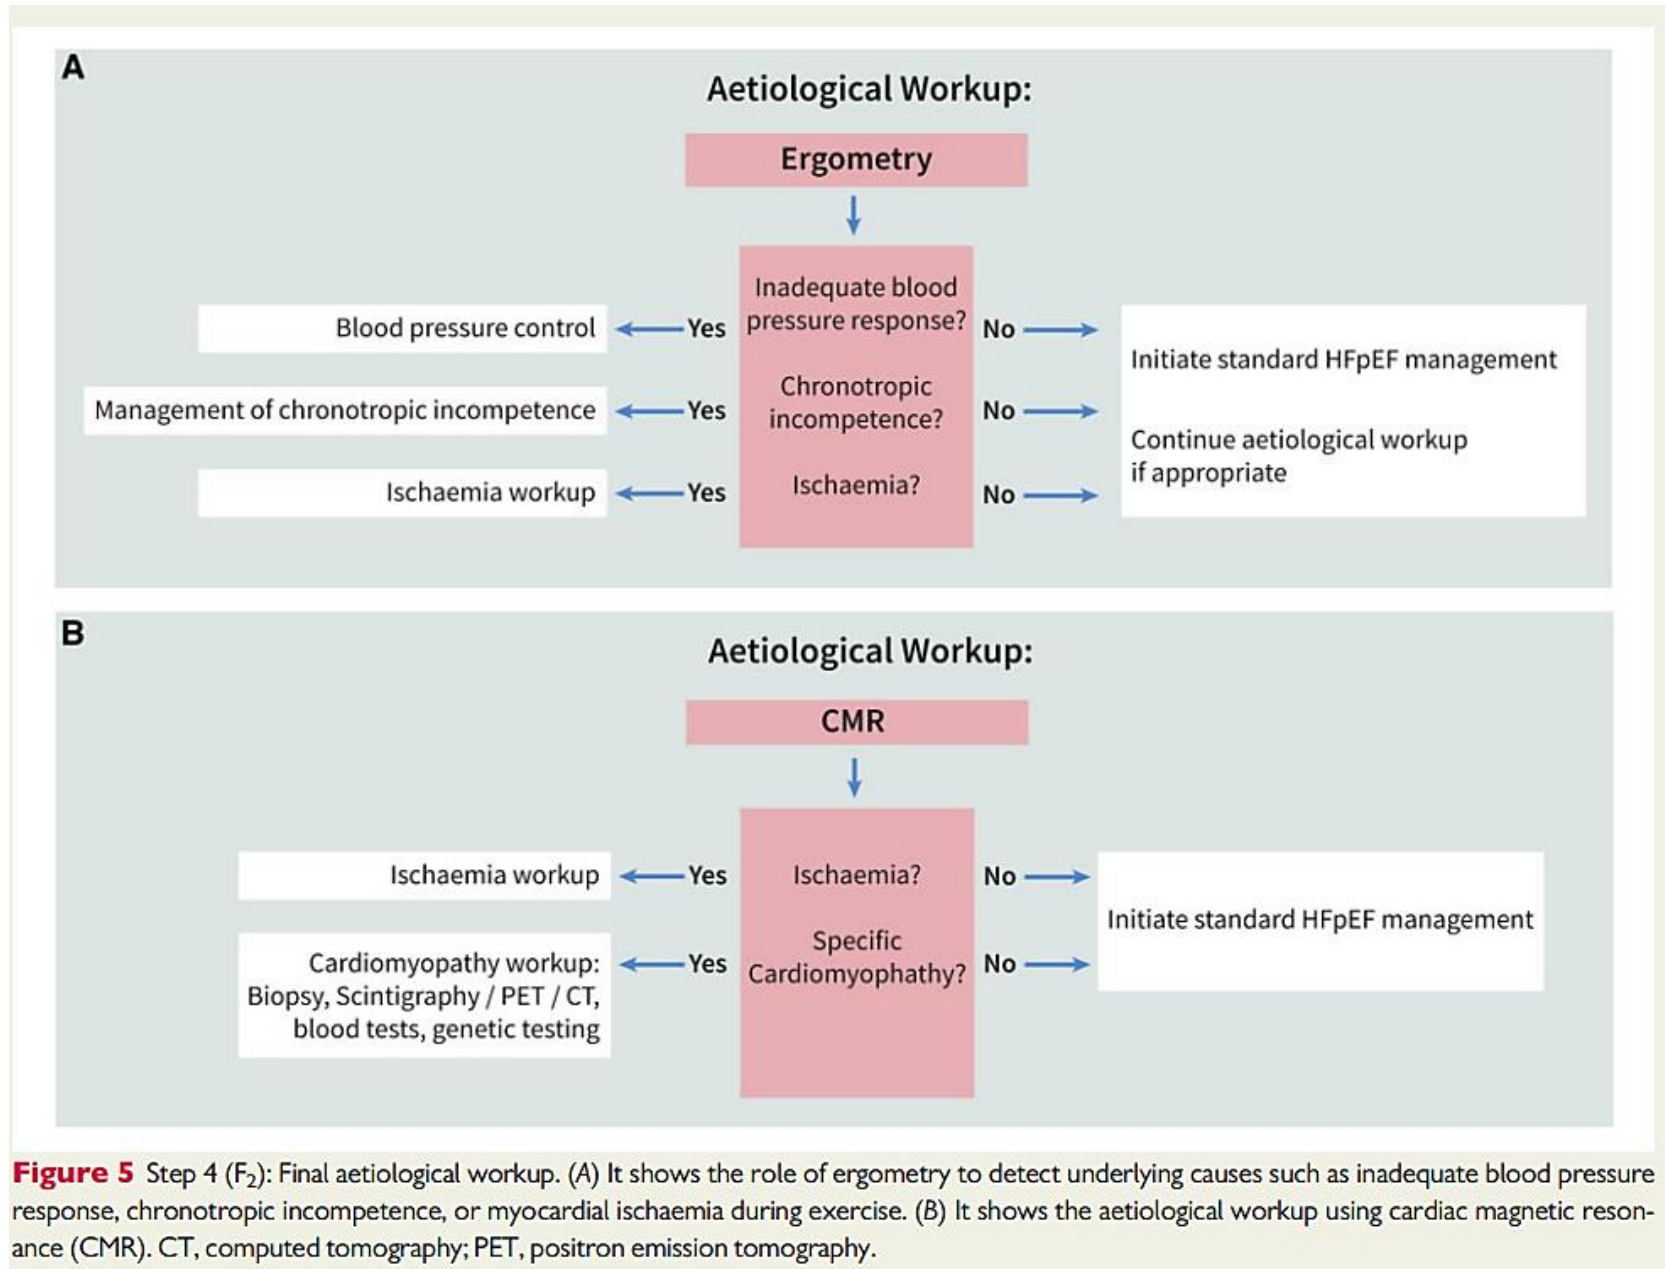 A
Aetiological Workup:
Ergometry
Inadequate blood
pressure response?
Blood pressure control
Yes
No
Chronotropic
incompetence?
Management of chronotropic incompetence
Yes
No
Ischaemia?
Ischaemia workup
Yes
No
Initiate standard HFpEF management
Continue aetiological workup
if appropriate
B
Aetiological Workup:
CMR
Ischaemia?
Ischaemia workup
Yes
No
Specific
Cardiomyophathy?
Yes
No
Cardiomyopathy workup:
Biopsy, Scintigraphy / PET / CT,
blood tests, genetic testing
Initiate standard HFpEF management
Figure 5 Step 4 (F2): Final aetiological workup. (A) It shows the role of ergometry to detect underlying causes such as inadequate blood pressure
response, chronotropic incompetence, or myocardial ischaemia during exercise. (B) It shows the aetiological workup using cardiac magnetic reson-
ance (CMR). CT, computed tomography; PET, positron emission tomography.